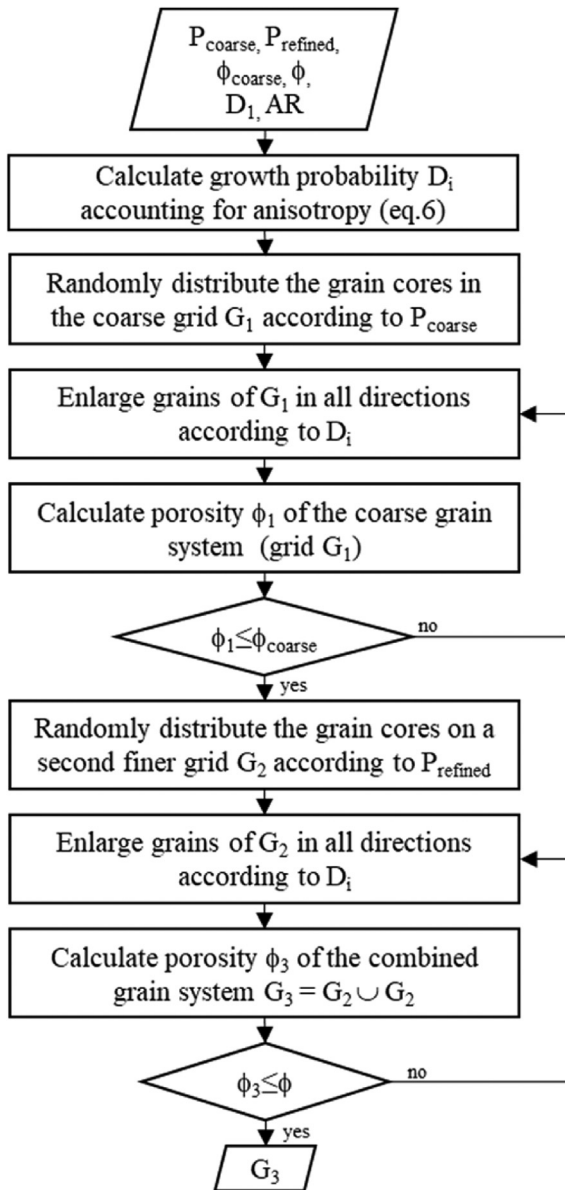 P_coarse, P_refined,
ϕ_coarse, ϕ,
D_1, AR
Calculate growth probability D_i
accounting for anisotropy (eq.6)
Randomly distribute the grain cores in
the coarse grid G_1 according to P_coarse
Enlarge grains of G_1 in all directions
according to D_i
Calculate porosity ϕ_1 of the coarse grain
system (grid G_1)
ϕ_1≤ϕ_coarse
no
yes
Randomly distribute the grain cores on a
second finer grid G_2 according to P_refined
Enlarge grains of G_2 in all directions
according to D_i
Calculate porosity ϕ_3 of the combined
grain system G_3 = G_2 ∪ G_2
ϕ_3≤ϕ
no
yes
G_3